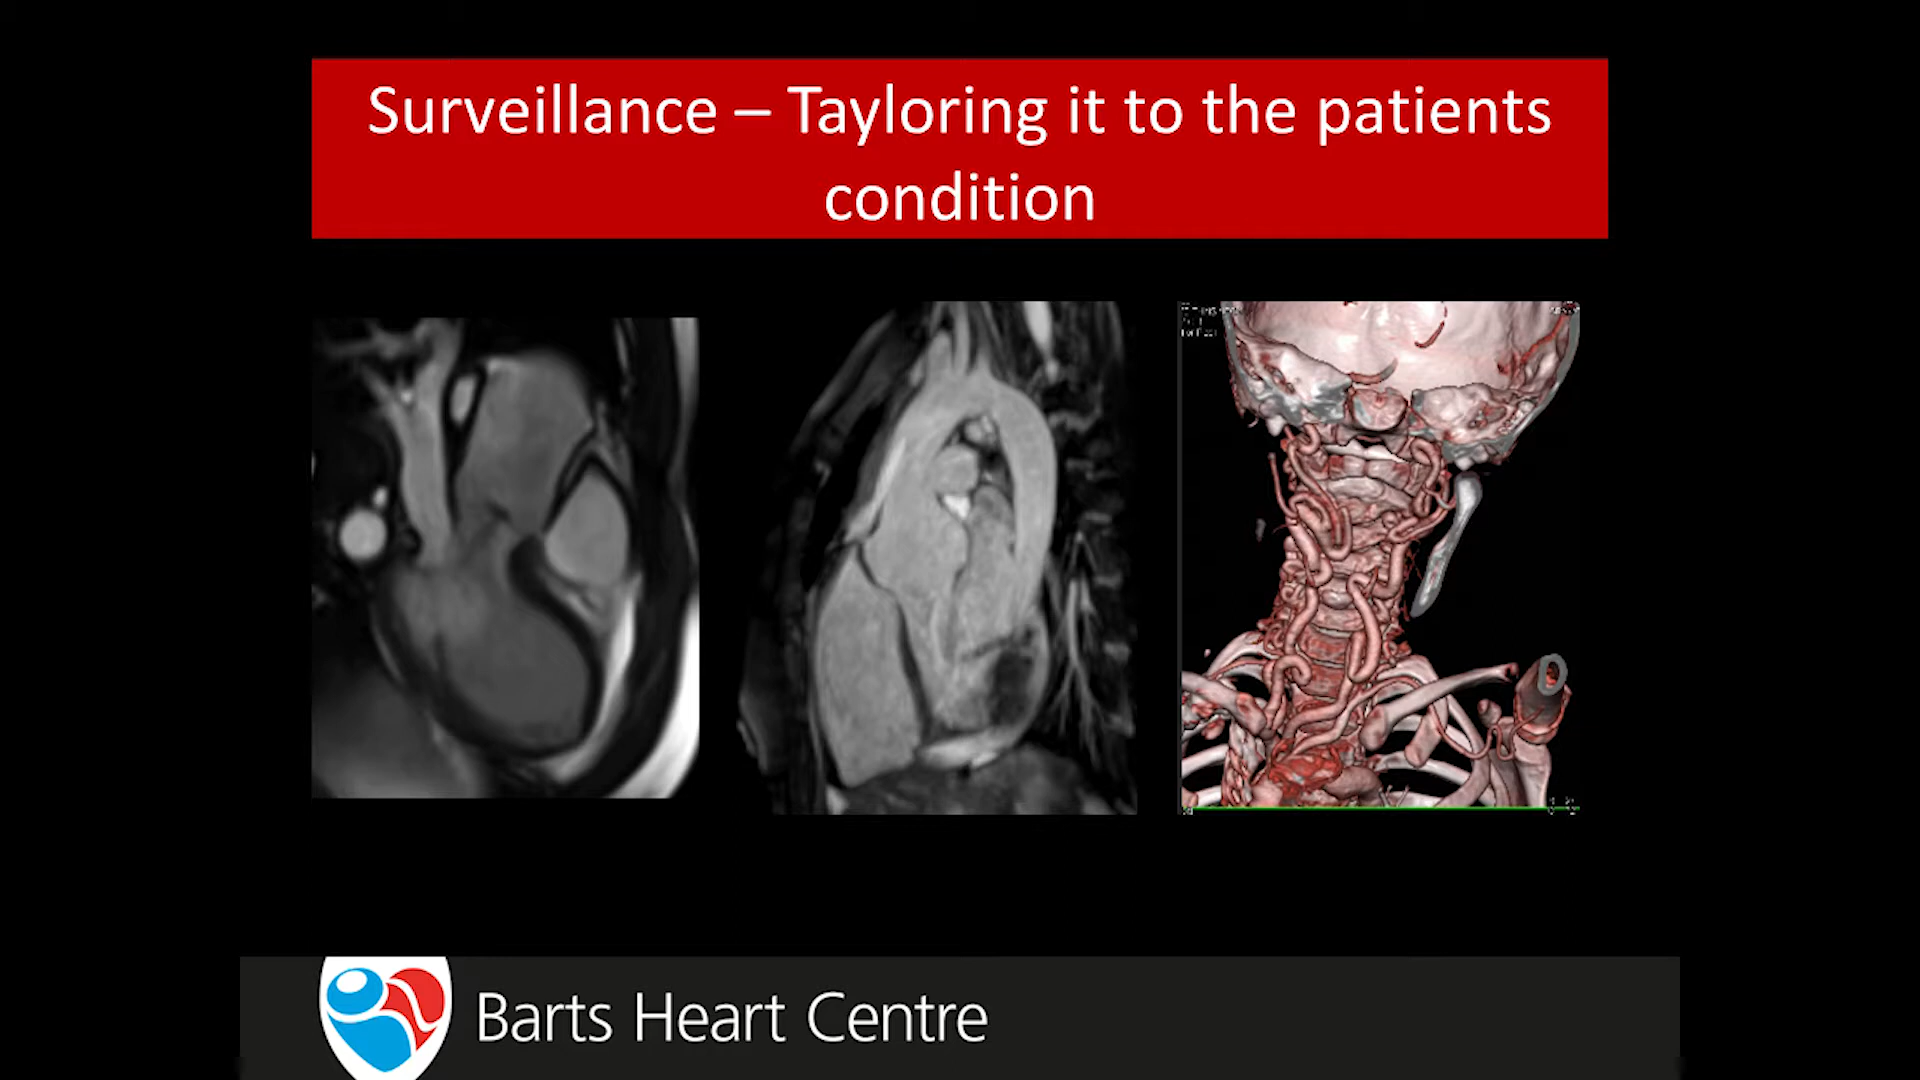 Surveillance – Tayloring it to the patients
condition
Barts Heart Centre